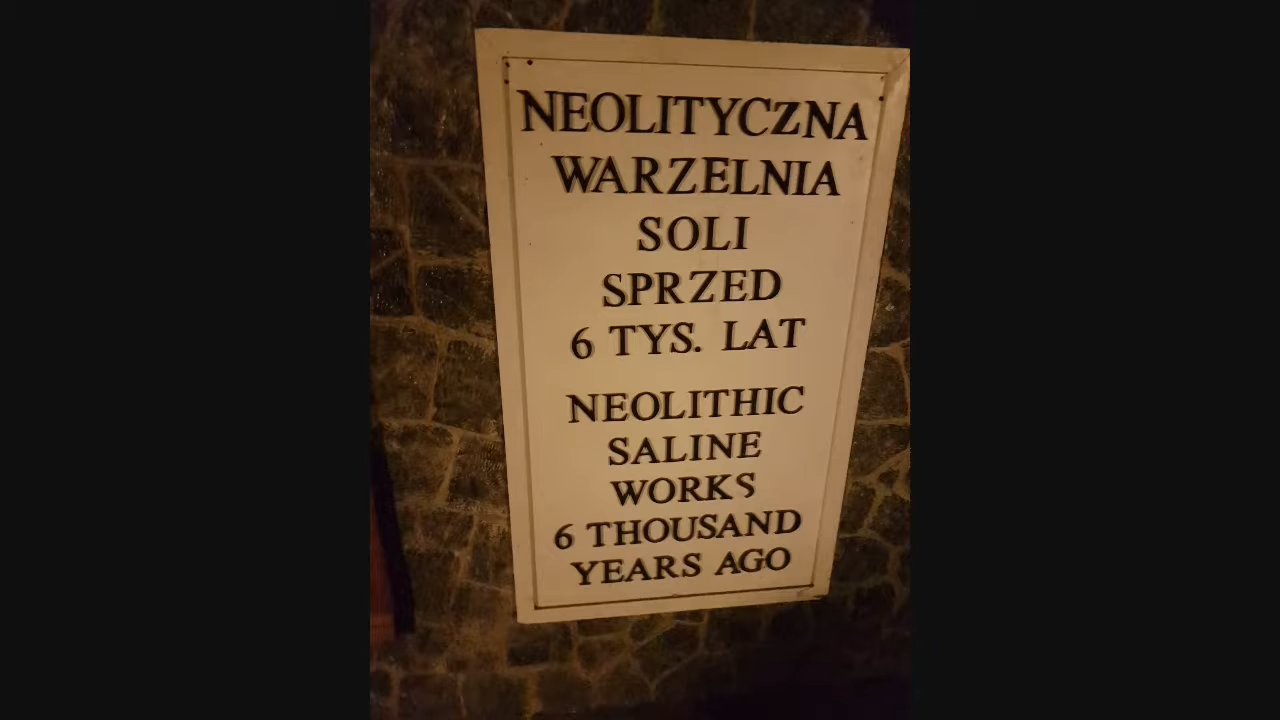 NEOLITYCZNA
WARZELNIA
SOLI
SPRZED
6 TYS. LAT
NEOLITHIC
SALINE
WORKS
6 THOUSAND
YEARS AGO